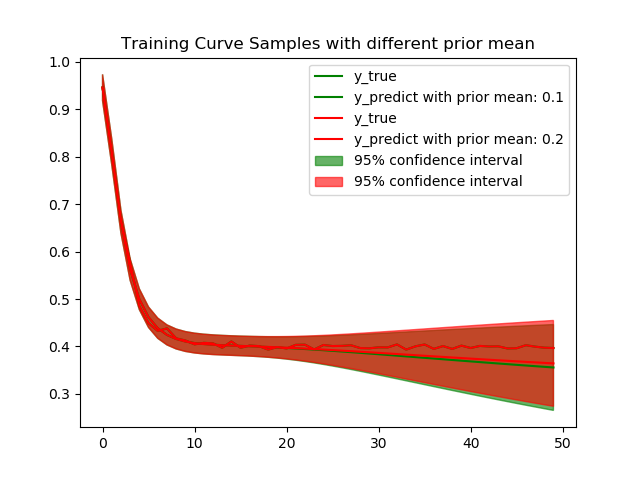 Training Curve Samples with different prior mean
1.0
0.9
0.8
0.7
0.6
0.5
0.4
0.3
y_true
y_predict with prior mean: 0.1
y_true
y_predict with prior mean: 0.2
95% confidence interval
95% confidence interval
0 10 20 30 40 50